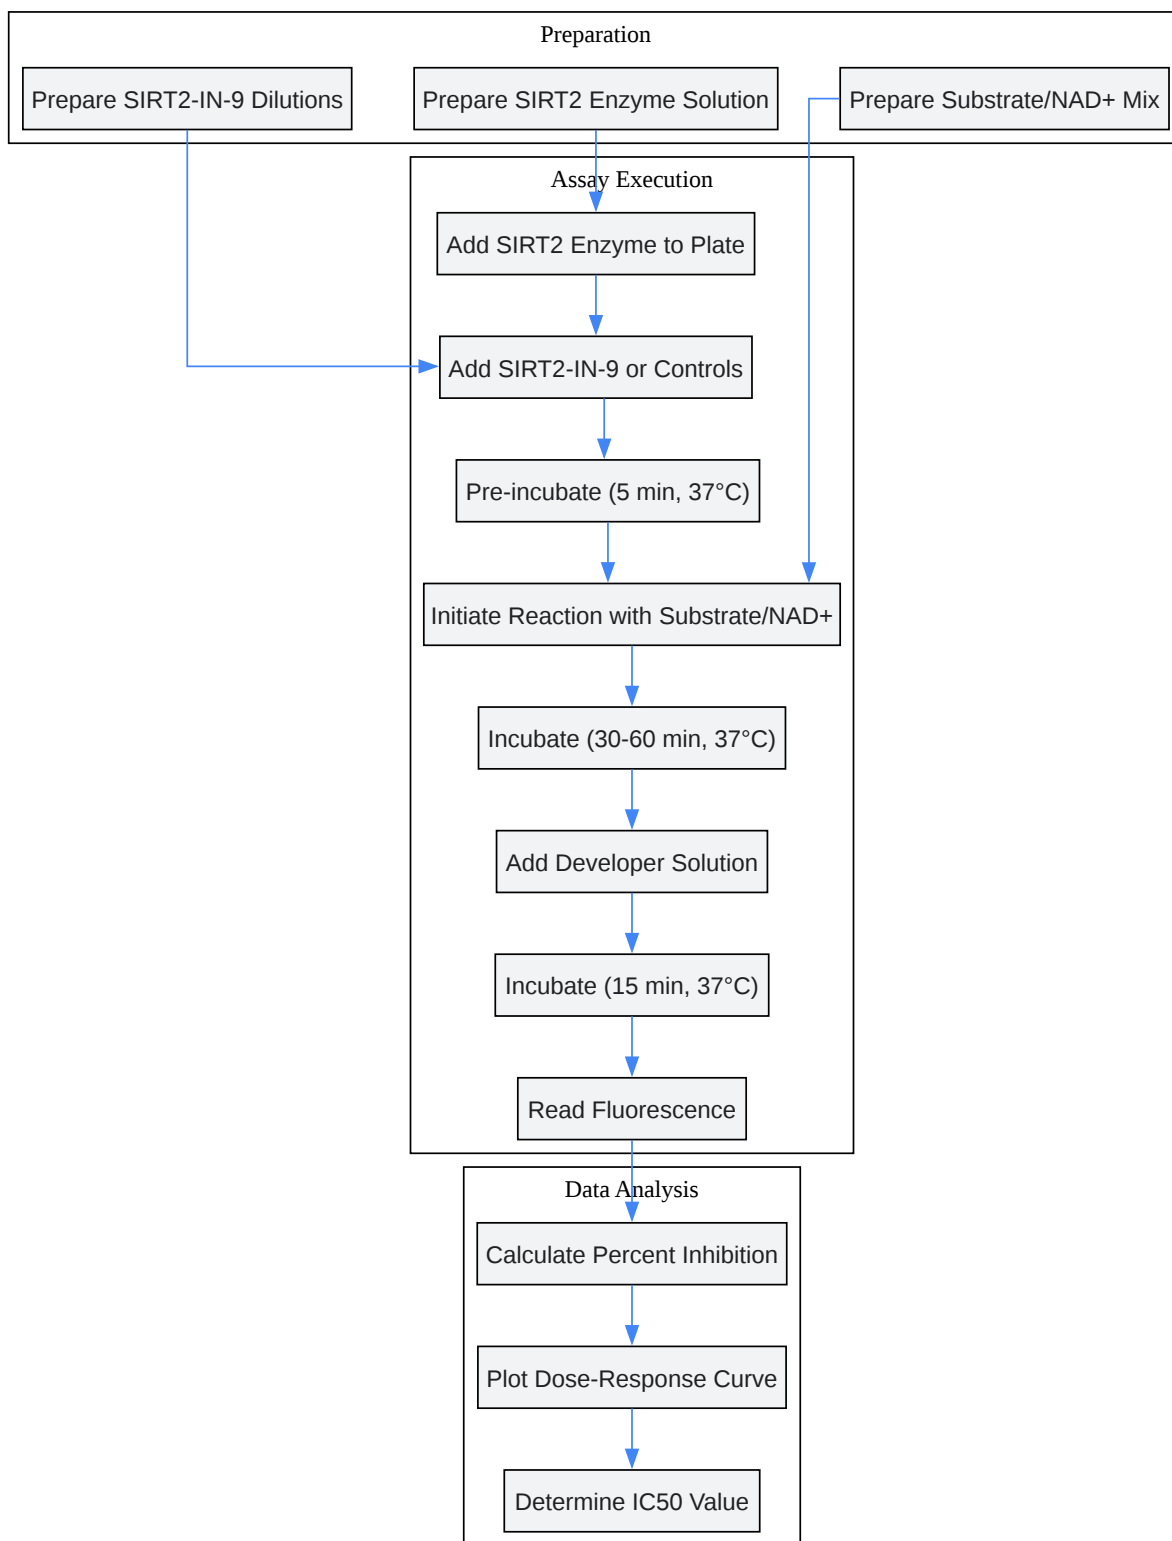 Preparation
Prepare SIRT2-IN-9 Dilutions
Prepare SIRT2 Enzyme Solution
Prepare Substrate/NAD+ Mix
Assay Execution
Add SIRT2 Enzyme to Plate
Add SIRT2-IN-9 or Controls
Pre-incubate (5 min, 37°C)
Initiate Reaction with Substrate/NAD+
Incubate (30-60 min, 37°C)
Add Developer Solution
Incubate (15 min, 37°C)
Read Fluorescence
Data Analysis
Calculate Percent Inhibition
Plot Dose-Response Curve
Determine IC50 Value